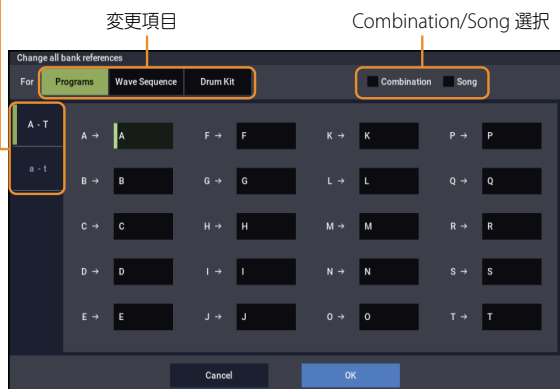 変更項目
Combination/Song 選択
Change all bank references
For Programs Wave Sequence Drum Kit Combination Song
A - T
a - t
A → A F → F K → K P → P
B → B G → G L → L Q → Q
C → C H → H M → M R → R
D → D I → I N → N S → S
E → E J → J O → O T → T
Cancel OK